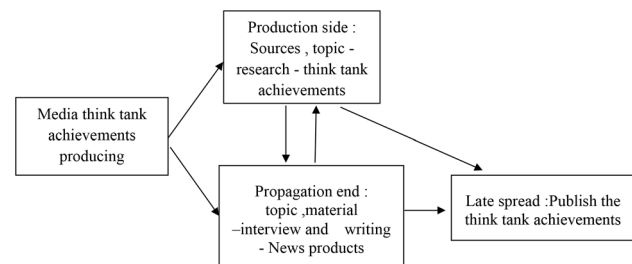 Production side :
Sources , topic -
research - think tank
achievements
Media think tank
achievements
producing
Propagation end :
topic ,material
–interview and writing
- News products
Late spread :Publish the
think tank achievements